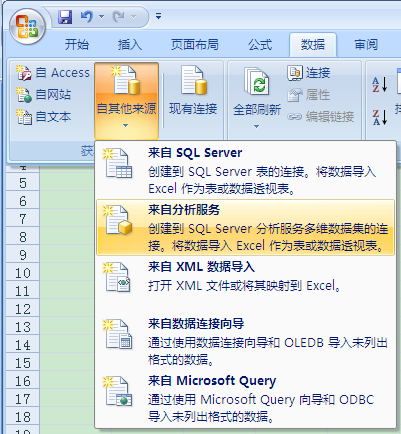 开始 插入 页面布局 公式 数据 审阅
自 Access
自网站
自文本
自其他来源
现有连接
全部刷新
连接
属性
编辑链接
来自 SQL Server
创建到 SQL Server 表的连接。将数据导入
Excel 作为表或数据透视表。
来自分析服务
创建到 SQL Server 分析服务多维数据集的连
接。将数据导入 Excel 作为表或数据透视表。
来自 XML 数据导入
打开 XML 文件或将其映射到 Excel。
来自数据连接向导
通过使用数据连接向导和 OLEDB 导入未列出
格式的数据。
来自 Microsoft Query
通过使用 Microsoft Query 向导和 ODBC
导入未列出格式的数据。
5
6
7
8
9
10
11
12
13
14
15
16
17
18